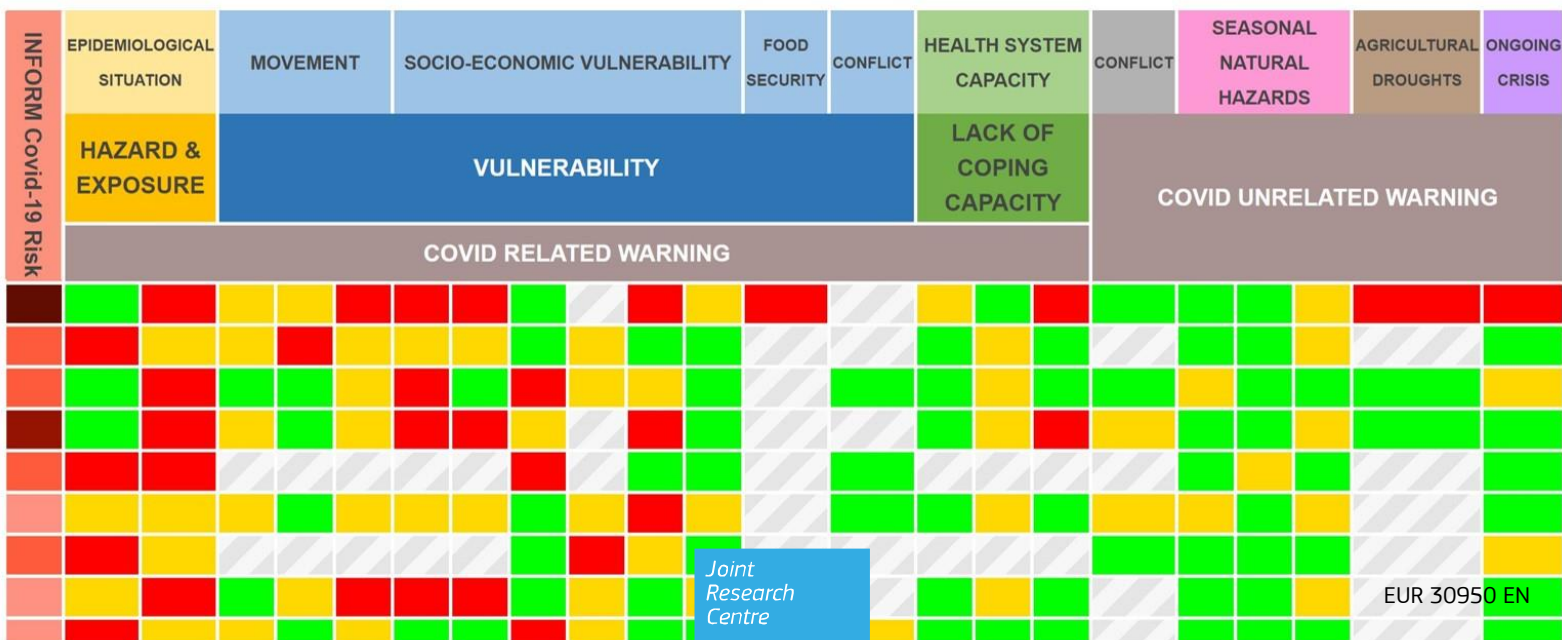 INFORM Covid-19 Risk
EPIDEMIOLOGICAL
SITUATION
MOVEMENT
SOCIO-ECONOMIC VULNERABILITY
FOOD
SECURITY
CONFLICT
HEALTH SYSTEM
CAPACITY
CONFLICT
SEASONAL
NATURAL
HAZARDS
AGRICULTURAL
DROUGHTS
ONGOING
CRISIS
HAZARD &
EXPOSURE
VULNERABILITY
LACK OF
COPING
CAPACITY
COVID UNRELATED WARNING
COVID RELATED WARNING
Joint
Research
Centre
EUR 30950 EN